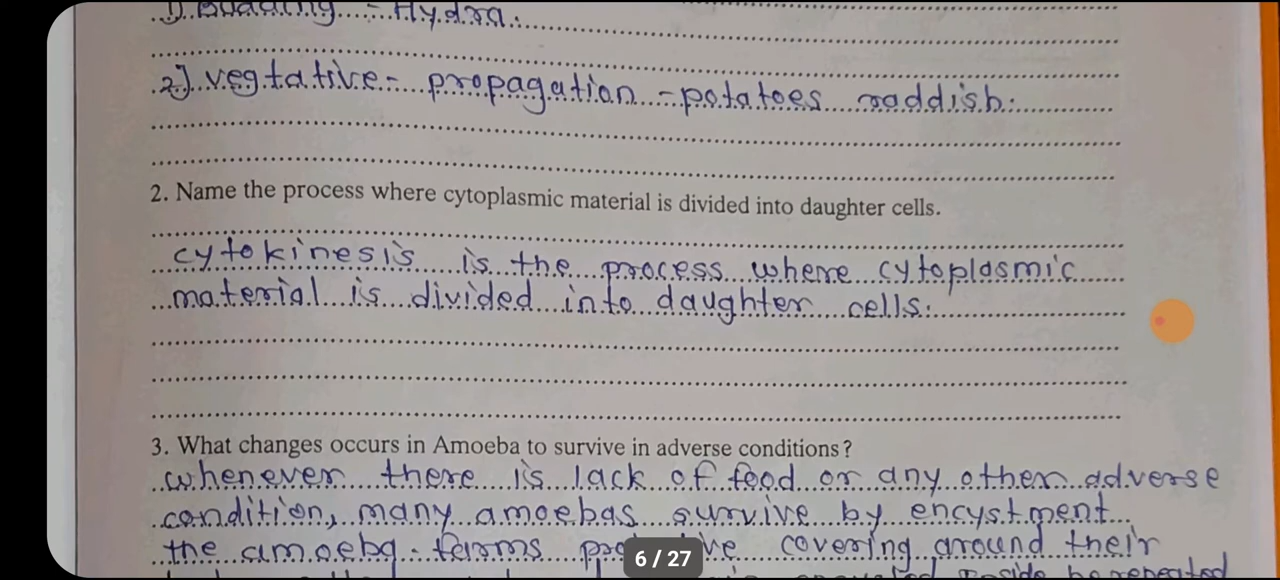 1) Budding - Hydra.
2) vegtative - propagation - potatoes raddish.
2. Name the process where cytoplasmic material is divided into daughter cells.
cytokinesis is the process where cytoplasmic
material is divided into daughter cells.
3. What changes occurs in Amoeba to survive in adverse conditions?
whenever there is lack of food or any other adverse
condition, many amoebas survive by encystment
the amoeba - forms covering around their
6 / 27